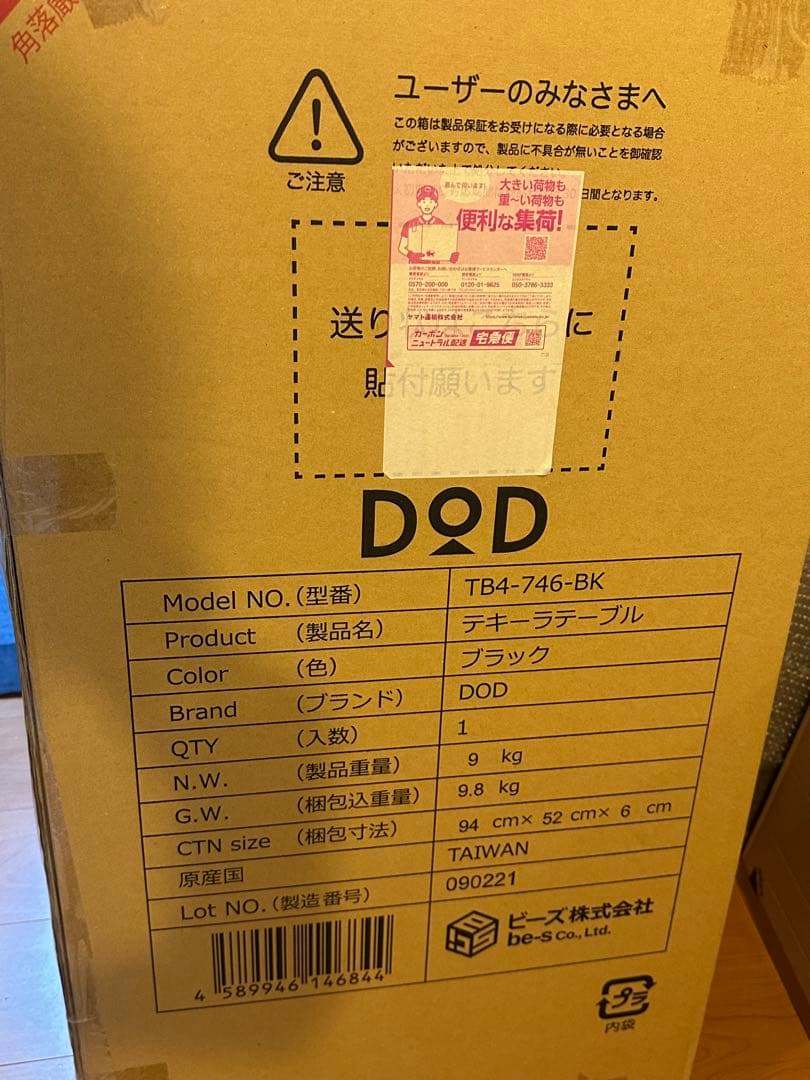 角落厳
ユーザーのみなさまへ
この箱は製品保証をお受けになる際に必要となる場合
がございますので、製品に不具合が無いことを御確認
日間となります。
ご注意
喜んで伺います!
大きい荷物も
重〜い荷物も
便利な集荷!
0570-200-000
0120-01-9625
050-3786-3333
ヤマト運輸株式会社
カーボン
ニュートラル配送
宅急便
送り に
貼付願います
DOD
Model NO.(型番) TB4-746-BK
Product (製品名) テキーラテーブル
Color (色) ブラック
Brand (ブランド) DOD
QTY (入数) 1
N.W. (製品重量) 9 kg
G.W. (梱包込重量) 9.8 kg
CTN size (梱包寸法) 94 cm× 52 cm× 6 cm
原産国 TAIWAN
Lot NO.(製造番号) 090221
ビーズ株式会社
be-s Co., Ltd.
4 589946 146844
プラ
内袋